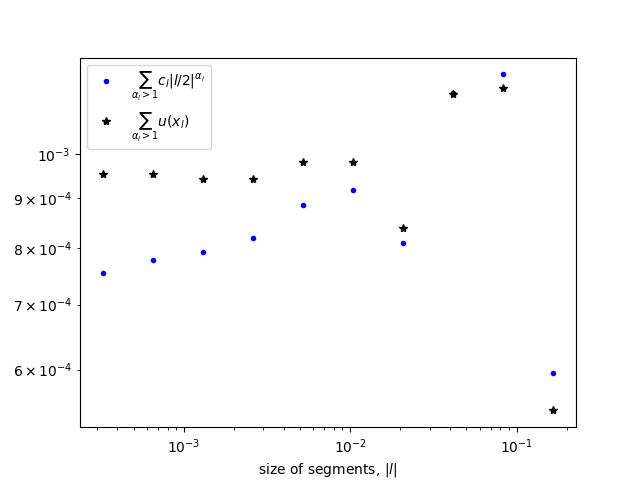 ∑ c_l|l/2|^{α_l}
α_l>1
∑ u(x_l)
α_l>1
10^{-3}
9 × 10^{-4}
8 × 10^{-4}
7 × 10^{-4}
6 × 10^{-4}
10^{-3} 10^{-2} 10^{-1}
size of segments, |l|